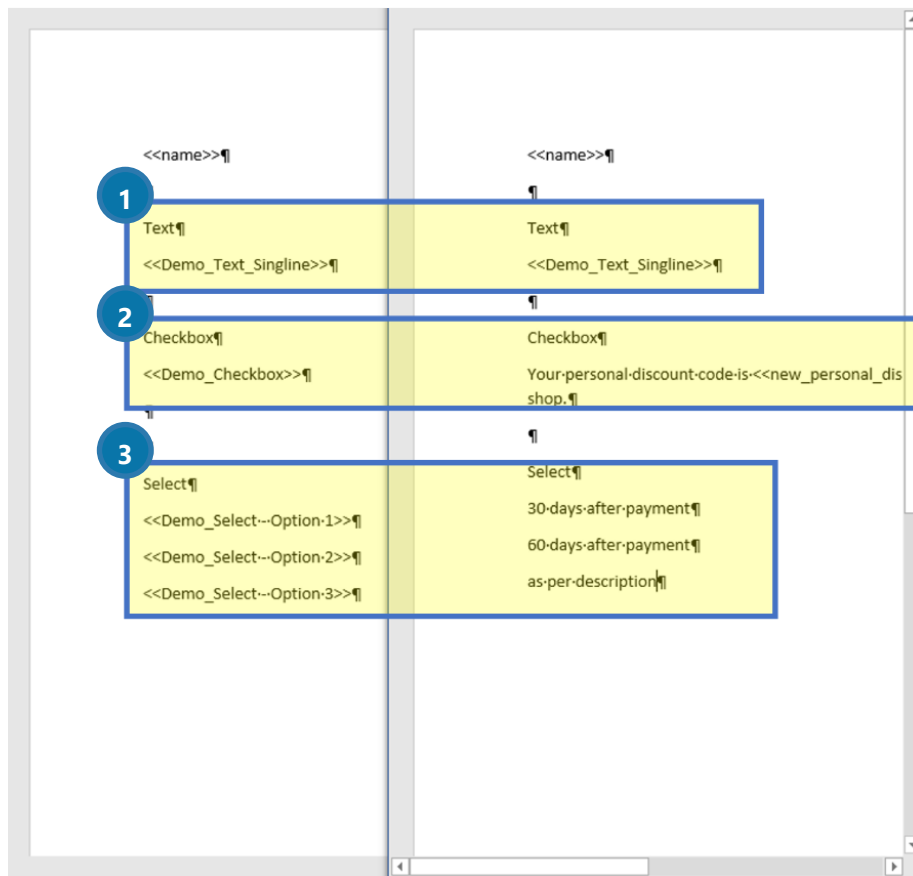 <<name>>¶
1
Text¶
<<Demo_Text_Singline>>¶
¶
2
Checkbox¶
<<Demo_Checkbox>>¶
¶
3
Select¶
<<Demo_Select·-·Option·1>>¶
<<Demo_Select·-·Option·2>>¶
<<Demo_Select·-·Option·3>>¶
<<name>>¶
¶
Text¶
<<Demo_Text_Singline>>¶
¶
Checkbox¶
Your·personal·discount·code·is·<<new_personal_dis
shop.¶
¶
Select¶
30·days·after·payment¶
60·days·after·payment¶
as·per·description¶